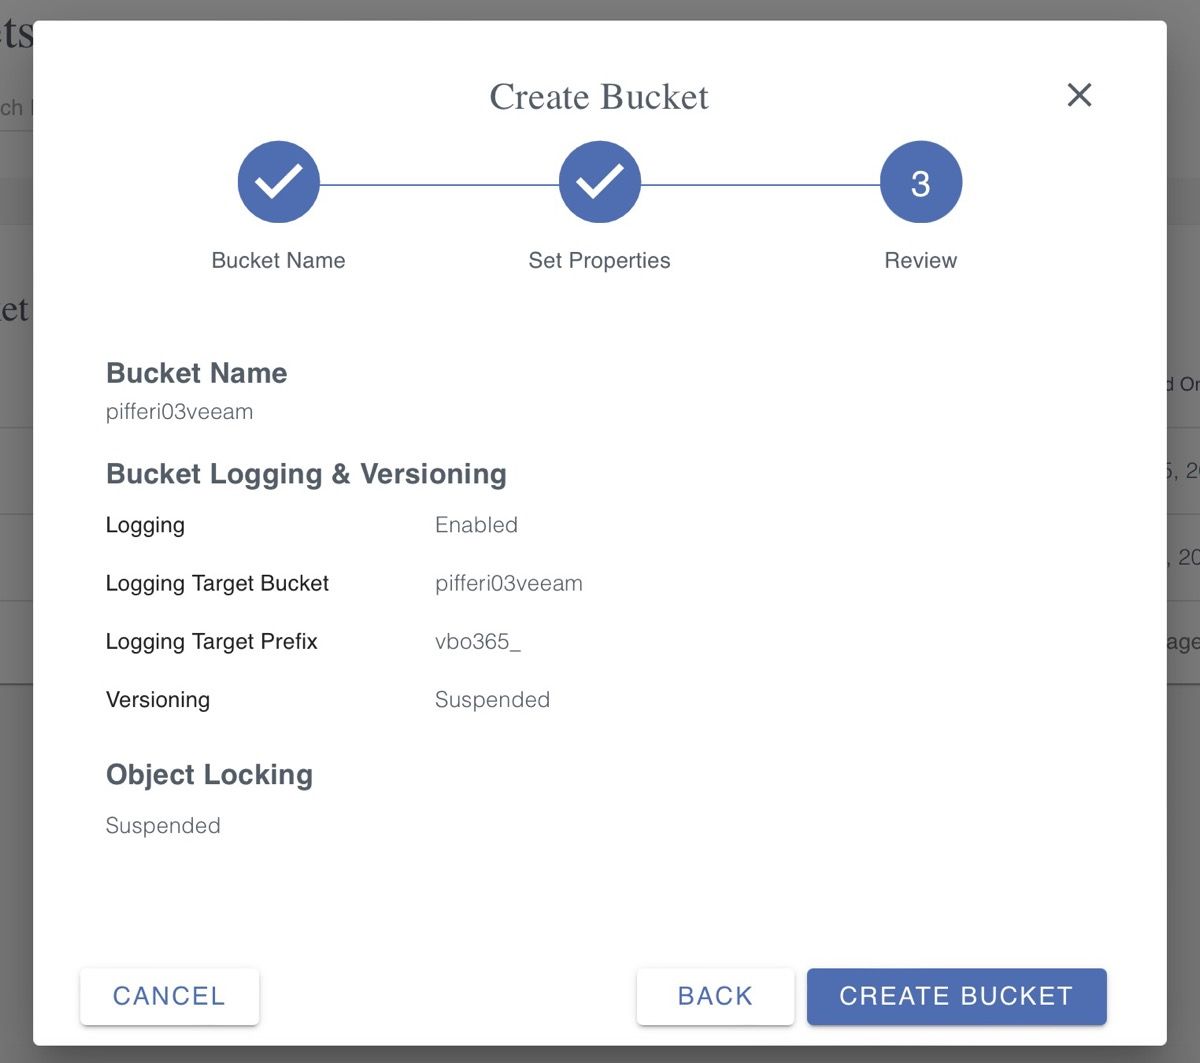 Create Bucket
3
Bucket Name
Set Properties
Review
Bucket Name
pifferi03veeam
Bucket Logging & Versioning
Logging
Enabled
Logging Target Bucket
pifferi03veeam
Logging Target Prefix
vbo365_
Versioning
Suspended
Object Locking
Suspended
CANCEL
BACK
CREATE BUCKET